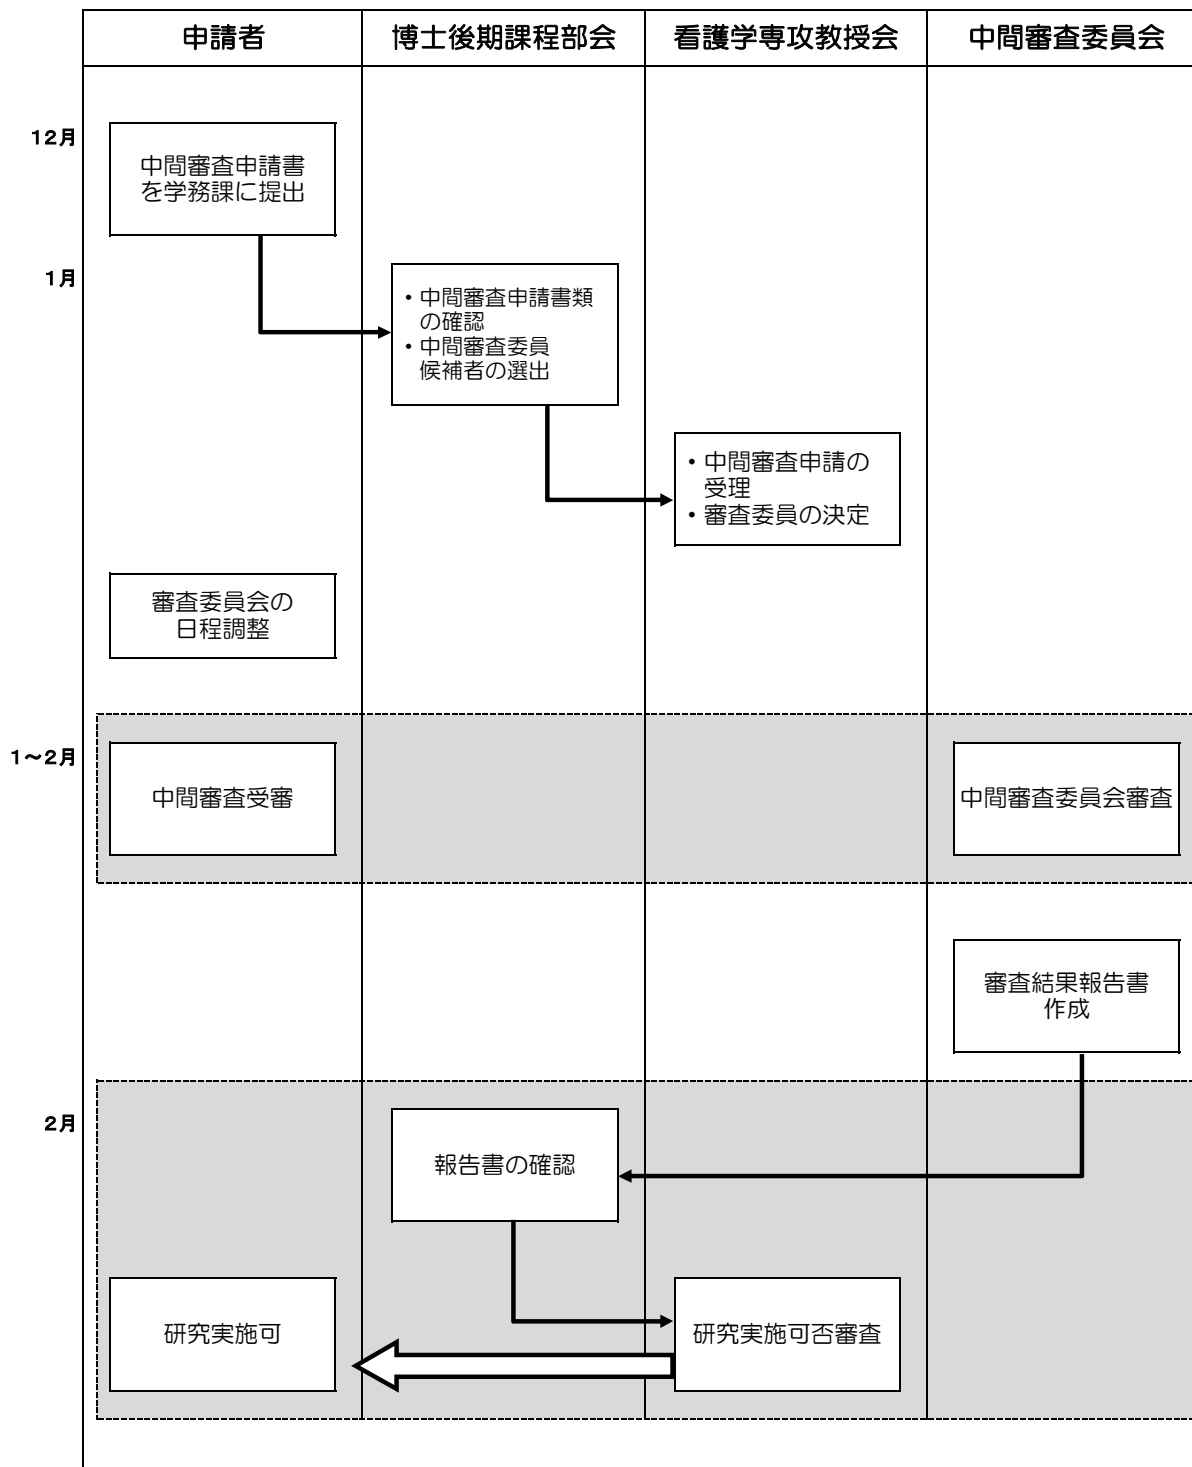 申請者
博士後期課程部会
看護学専攻教授会
中間審査委員会
12月
中間審査申請書
を学務課に提出
1月
・中間審査申請書類
の確認
・中間審査委員
候補者の選出
・中間審査申請の
受理
・審査委員の決定
審査委員会の
日程調整
1～2月
中間審査受審
中間審査委員会審査
審査結果報告書
作成
2月
報告書の確認
研究実施可
研究実施可否審査